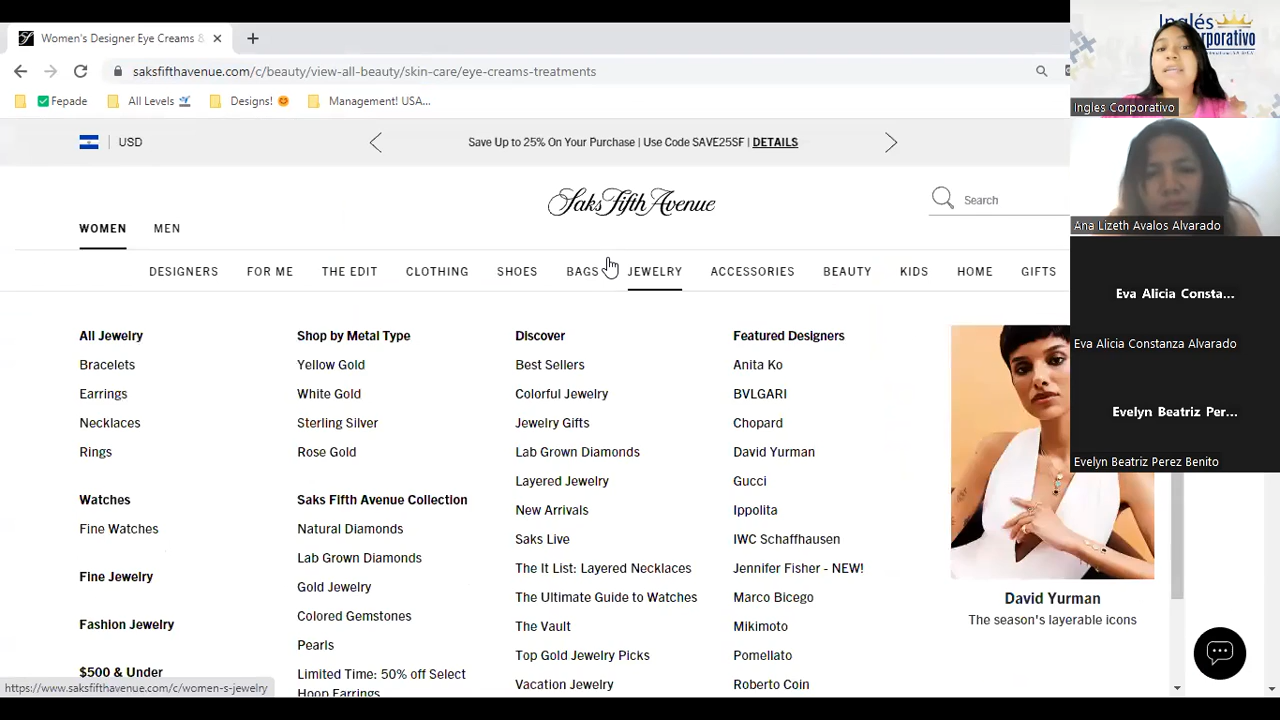 Women's Designer Eye Creams &
saksfifthavenue.com/c/beauty/view-all-beauty/skin-care/eye-creams-treatments
Fepade
All Levels
Designs!
Management! USA...
USD
Save Up to 25% On Your Purchase | Use Code SAVE25SF | DETAILS
Saks Fifth Avenue
Search
WOMEN
MEN
DESIGNERS
FOR ME
THE EDIT
CLOTHING
SHOES
BAGS
JEWELRY
ACCESSORIES
BEAUTY
KIDS
HOME
GIFTS
All Jewelry
Bracelets
Earrings
Necklaces
Rings
Watches
Fine Watches
Fine Jewelry
Fashion Jewelry
$500 & Under
Shop by Metal Type
Yellow Gold
White Gold
Sterling Silver
Rose Gold
Saks Fifth Avenue Collection
Natural Diamonds
Lab Grown Diamonds
Gold Jewelry
Colored Gemstones
Pearls
Limited Time: 50% off Select
Hoop Earrings
Discover
Best Sellers
Colorful Jewelry
Jewelry Gifts
Lab Grown Diamonds
Layered Jewelry
New Arrivals
Saks Live
The It List: Layered Necklaces
The Ultimate Guide to Watches
The Vault
Top Gold Jewelry Picks
Vacation Jewelry
Featured Designers
Anita Ko
BVLGARI
Chopard
David Yurman
Gucci
Ippolita
IWC Schaffhausen
Jennifer Fisher - NEW!
Marco Bicego
Mikimoto
Pomellato
Roberto Coin
David Yurman
The season's layerable icons
https://www.saksfifthavenue.com/c/women-s-jewelry
Inglés
Ingles Corporativo
Ana Lizeth Avalos Alvarado
Eva Alicia Consta...
Eva Alicia Constanza Alvarado
Evelyn Beatriz Per...
Evelyn Beatriz Perez Benito